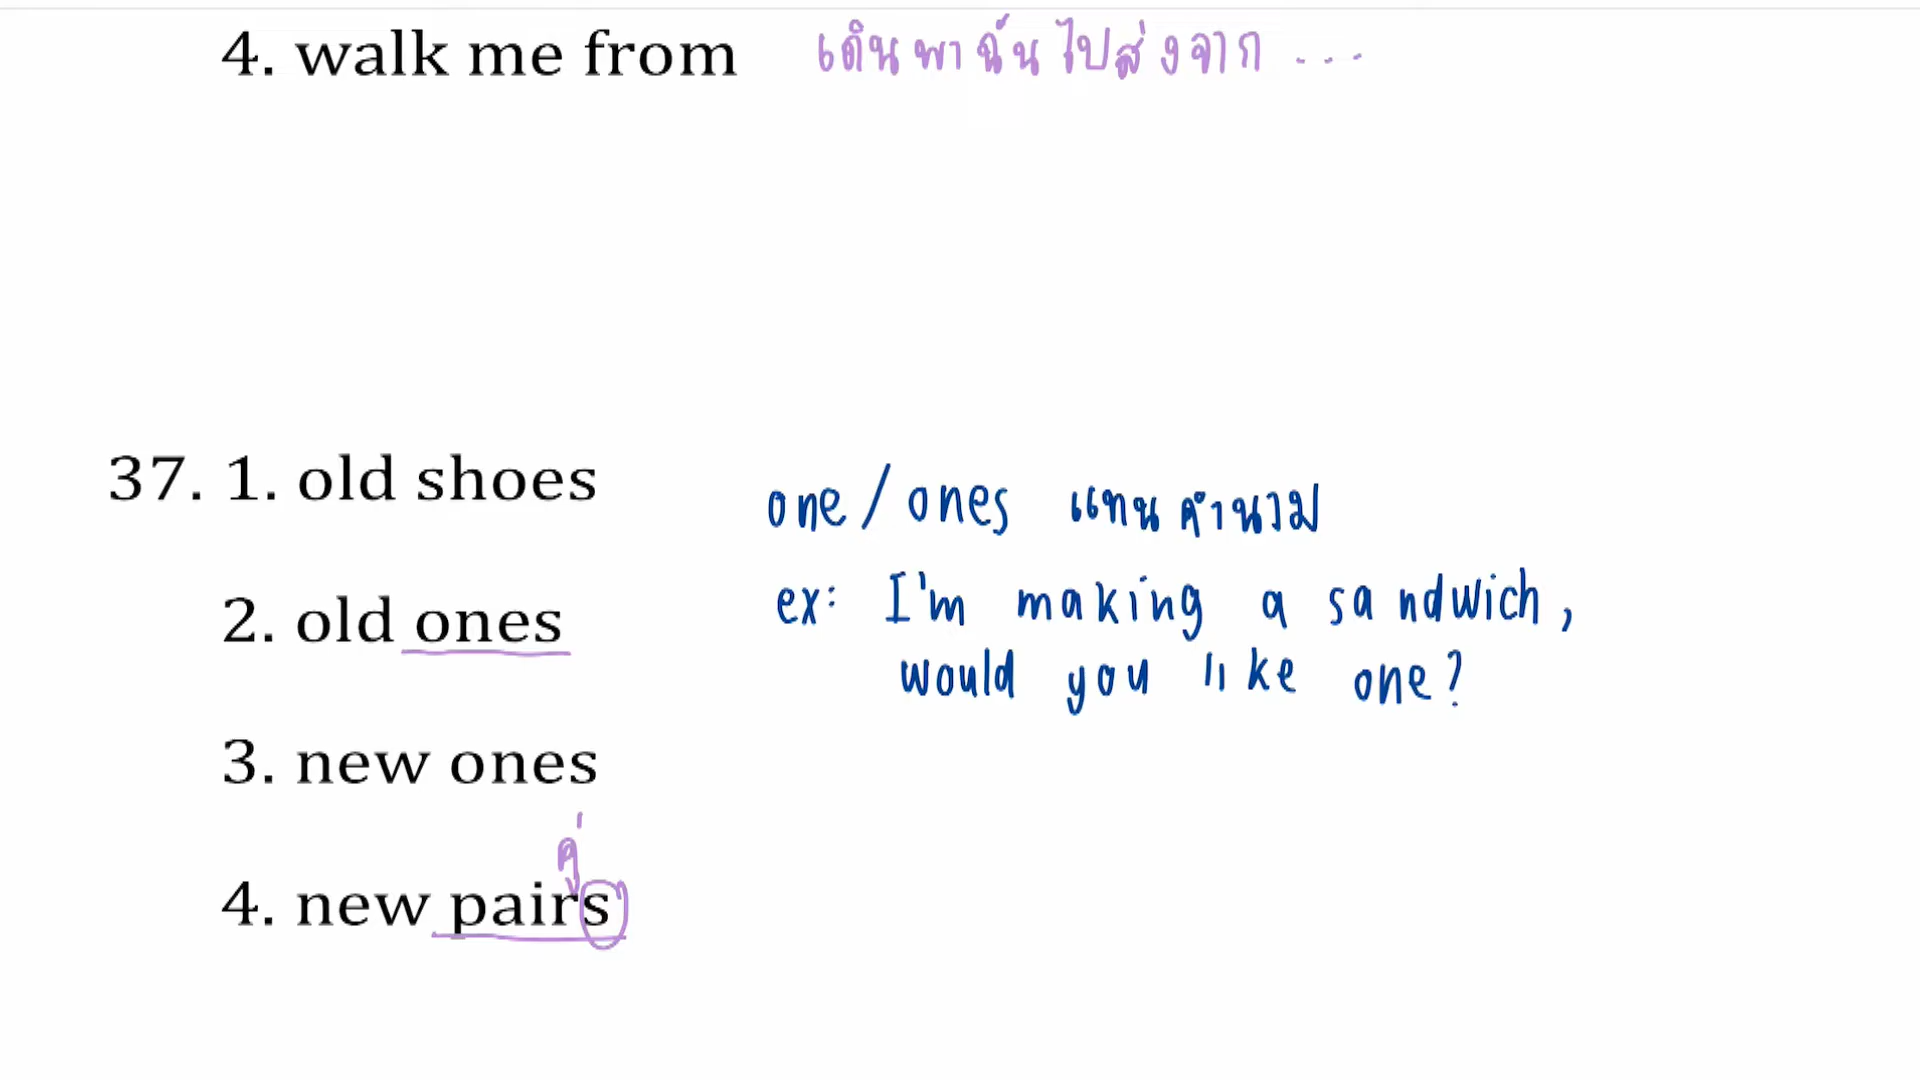 4. walk me from เดินพาฉันไปส่งจาก ...
37. 1. old shoes
one/ones แทนคำนาม
ex: I'm making a sandwich,
2. old ones
would you like one?
3. new ones
คู่
4. new pairs